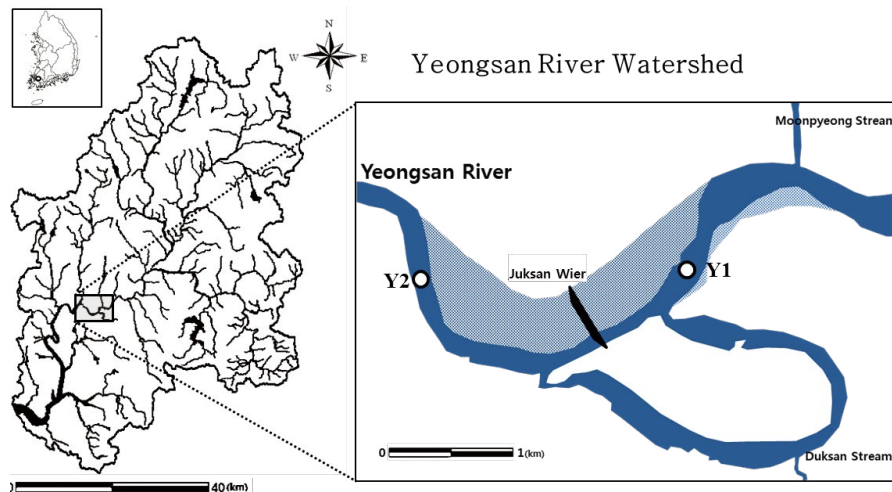 N
W
E
S
Yeongsan River Watershed
Moonpyeong Stream
Yeongsan River
Juksan Wier
Y1
Y2
0
1(km)
Duksan Stream
0
40(km)